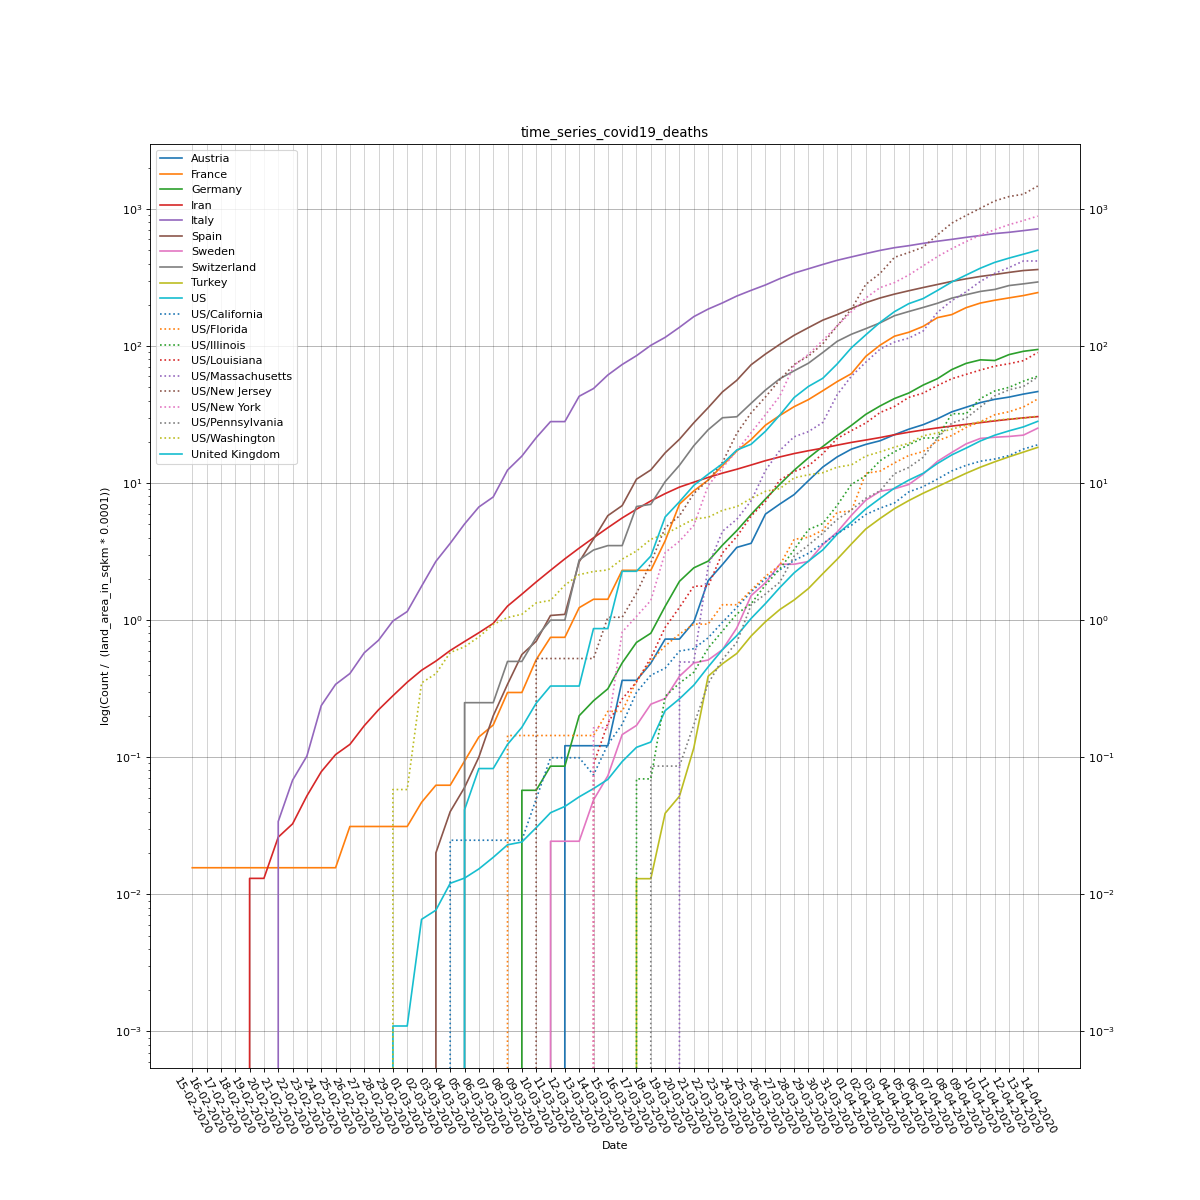 time_series_covid19_deaths
Austria
France
Germany
Iran
Italy
Spain
Sweden
Switzerland
Turkey
US
US/California
US/Florida
US/Illinois
US/Louisiana
US/Massachusetts
US/New Jersey
US/New York
US/Pennsylvania
US/Washington
United Kingdom
10³ 10³
10² 10²
10¹ 10¹
10⁰ 10⁰
10⁻¹ 10⁻¹
10⁻² 10⁻²
10⁻³ 10⁻³
log(Count / (land_area_in_sqkm * 0.0001))
15-02-2020
16-02-2020
17-02-2020
18-02-2020
19-02-2020
20-02-2020
21-02-2020
22-02-2020
23-02-2020
24-02-2020
25-02-2020
26-02-2020
27-02-2020
28-02-2020
29-02-2020
01-03-2020
02-03-2020
03-03-2020
04-03-2020
05-03-2020
06-03-2020
07-03-2020
08-03-2020
09-03-2020
10-03-2020
11-03-2020
12-03-2020
13-03-2020
14-03-2020
15-03-2020
16-03-2020
17-03-2020
18-03-2020
19-03-2020
20-03-2020
21-03-2020
22-03-2020
23-03-2020
24-03-2020
25-03-2020
26-03-2020
27-03-2020
28-03-2020
29-03-2020
30-03-2020
31-03-2020
01-04-2020
02-04-2020
03-04-2020
04-04-2020
05-04-2020
06-04-2020
07-04-2020
08-04-2020
09-04-2020
10-04-2020
11-04-2020
12-04-2020
13-04-2020
14-04-2020
Date